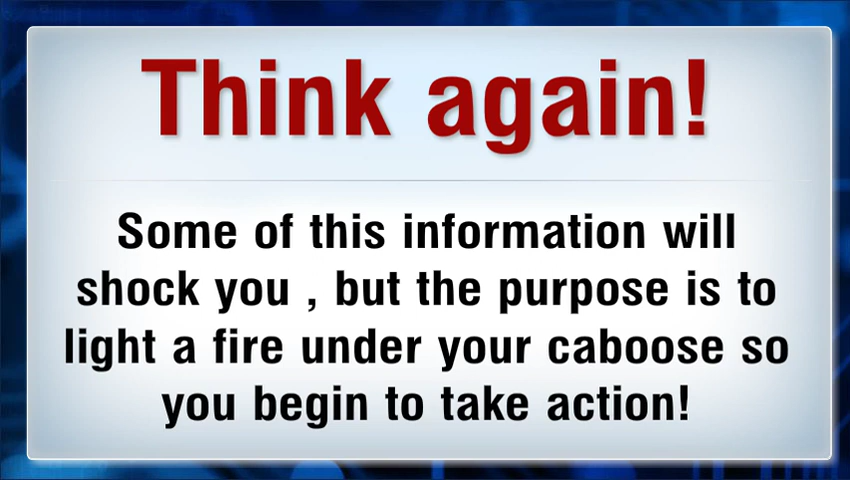 Think again!
Some of this information will
shock you , but the purpose is to
light a fire under your caboose so
you begin to take action!